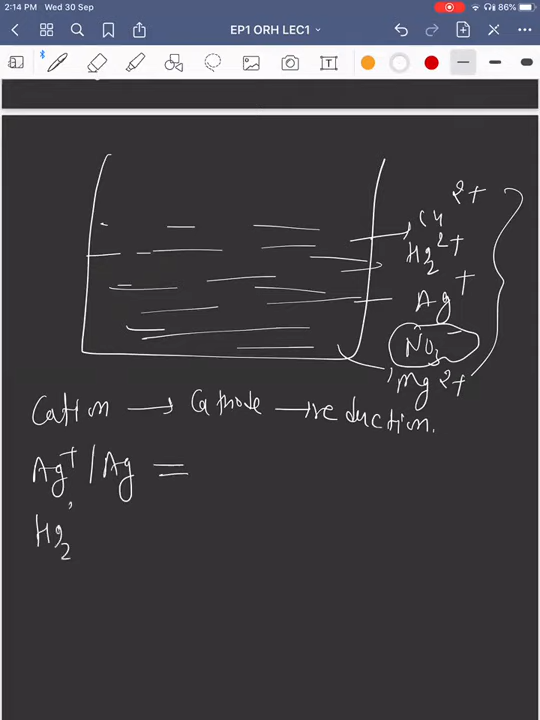 2:14 PM Wed 30 Sep
86%
EP1 ORH LEC1
Cu2+
Hg2 2+
Ag+
NO3-
Mg2+
Cation → Cathode → reduction.
Ag+/Ag =
Hg2